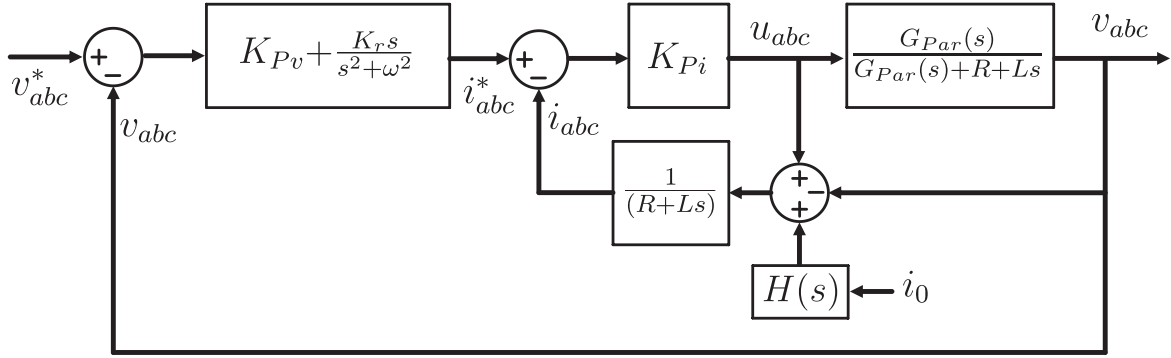 v*_{abc}
+
−
v_{abc}
K_{Pv}+\frac{K_r s}{s^2+ω^2}
i*_{abc}
+
−
i_{abc}
K_{Pi}
u_{abc}
\frac{G_{Par}(s)}{G_{Par}(s)+R+Ls}
v_{abc}
\frac{1}{(R+Ls)}
+
−
+
H(s)
i_0